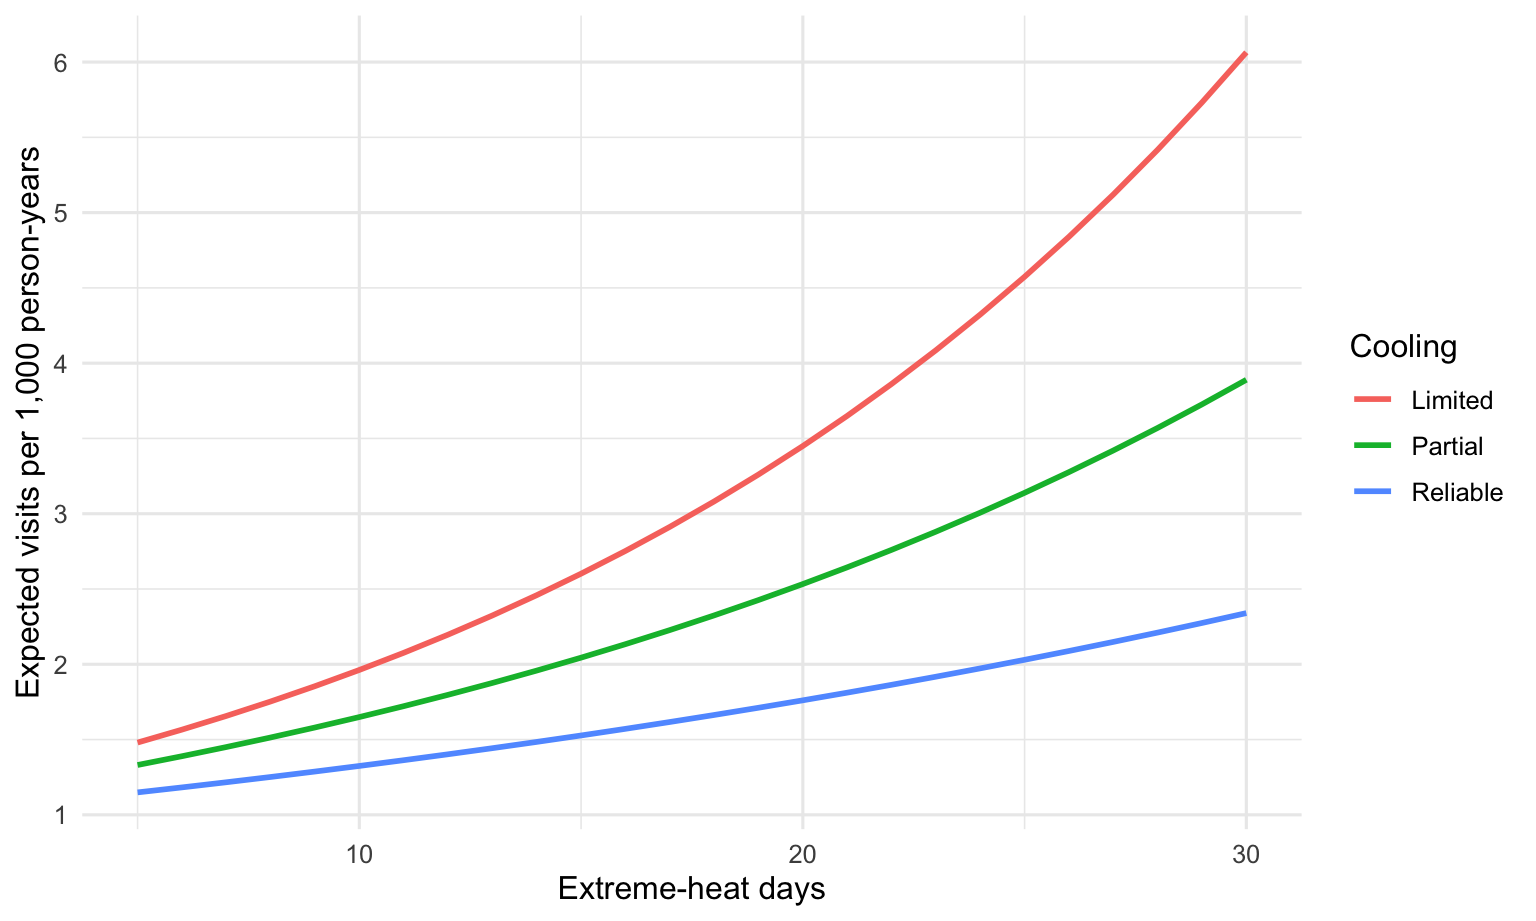 Expected visits per 1,000 person-years
6
5
4
3
2
1
10
20
30
Extreme-heat days
Cooling
Limited
Partial
Reliable